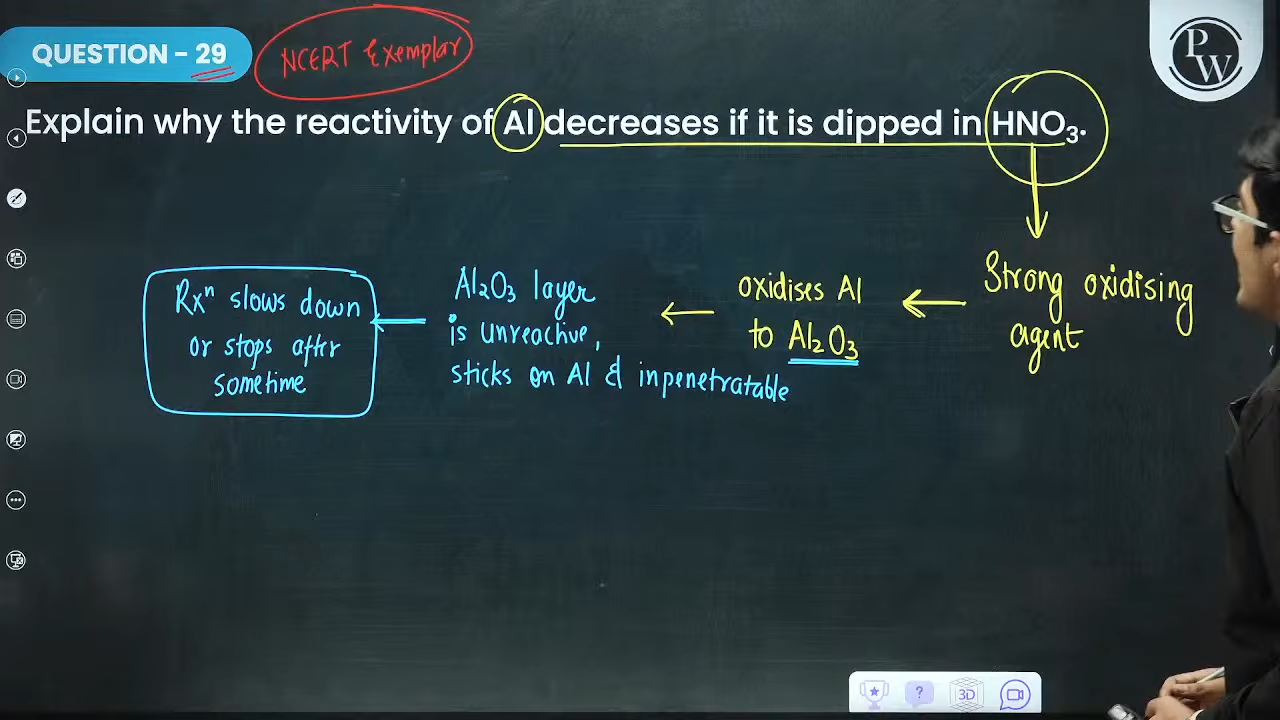 QUESTION - 29
NCERT Exemplar
PW
Explain why the reactivity of Al decreases if it is dipped in HNO₃.
Strong oxidising
agent
oxidises Al
to Al₂O₃
Al₂O₃ layer
is unreachive,
sticks on Al & inpenetratable
Rxⁿ slows down
or stops after
sometime
?
3D